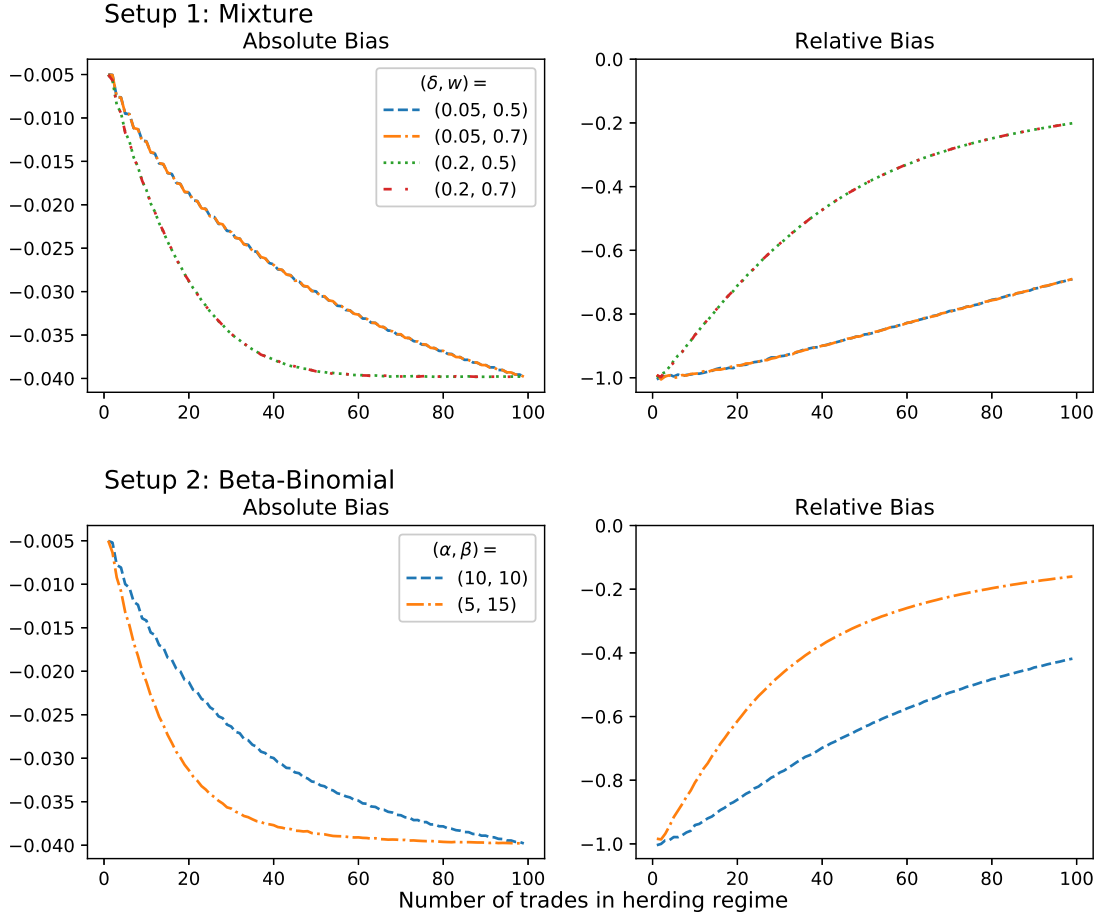 Setup 1: Mixture
Absolute Bias
−0.005
−0.010
−0.015
−0.020
−0.025
−0.030
−0.035
−0.040
0 20 40 60 80 100
(δ, w) =
(0.05, 0.5)
(0.05, 0.7)
(0.2, 0.5)
(0.2, 0.7)
Relative Bias
0.0
−0.2
−0.4
−0.6
−0.8
−1.0
0 20 40 60 80 100
Setup 2: Beta-Binomial
Absolute Bias
−0.005
−0.010
−0.015
−0.020
−0.025
−0.030
−0.035
−0.040
0 20 40 60 80 100
(α, β) =
(10, 10)
(5, 15)
Relative Bias
0.0
−0.2
−0.4
−0.6
−0.8
−1.0
0 20 40 60 80 100
Number of trades in herding regime